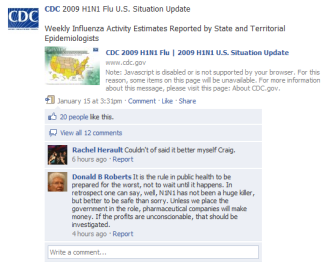 CDC
CDC 2009 H1N1 Flu U.S. Situation Update
Weekly Influenza Activity Estimates Reported by State and Territorial
Epidemiologists
CDC 2009 H1N1 Flu | 2009 H1N1 U.S. Situation Update
www.cdc.gov
Note: Javascript is disabled or is not supported by your browser. For this
reason, some items on this page will be unavailable. For more information
about this message, please visit this page: About CDC.gov.
January 15 at 3:31pm · Comment · Like · Share
20 people like this.
View all 12 comments
Rachel Herault Couldn't of said it better myself Craig.
6 hours ago · Report
Donald B Roberts It is the rule in public health to be
prepared for the worst, not to wait until it happens. In
retrospect one can say, well, N1N1 has not been a huge killer,
but better to be safe than sorry. Unless we place the
government in the role, pharmaceutical companies will make
money. If the profits are unconscionable, that should be
investigated.
4 hours ago · Report
Write a comment...